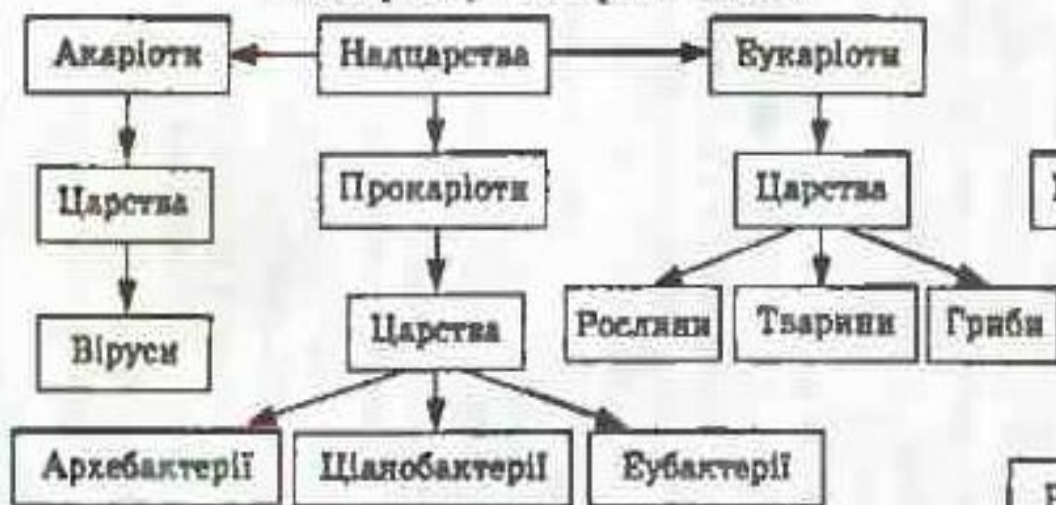 Акаріоти
Надцарства
Еукаріоти
Царства
Прокаріоти
Царства
Віруси
Царства
Рослини
Тварини
Гриби
Архебактерії
Ціанобактерії
Еубактерії